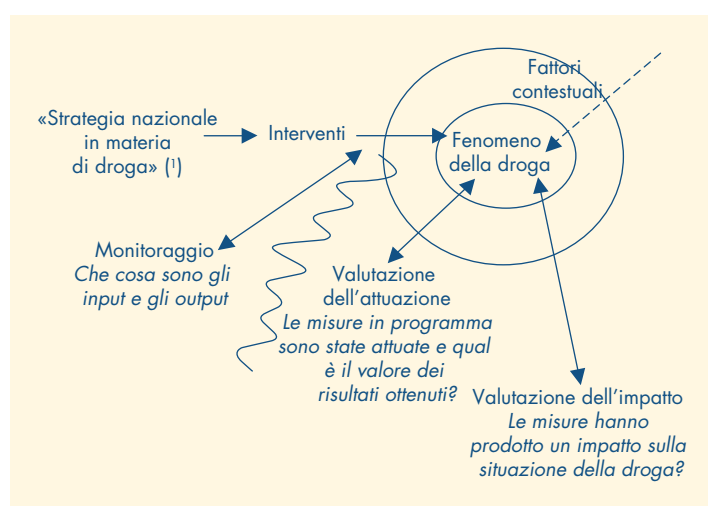 Fattori
contestuali
«Strategia nazionale
in materia
di droga» (¹)
Interventi
Fenomeno
della droga
Monitoraggio
Che cosa sono gli
input e gli output
Valutazione
dell’attuazione
Le misure in programma
sono state attuate e qual
è il valore dei
risultati ottenuti?
Valutazione dell’impatto
Le misure hanno
prodotto un impatto sulla
situazione della droga?